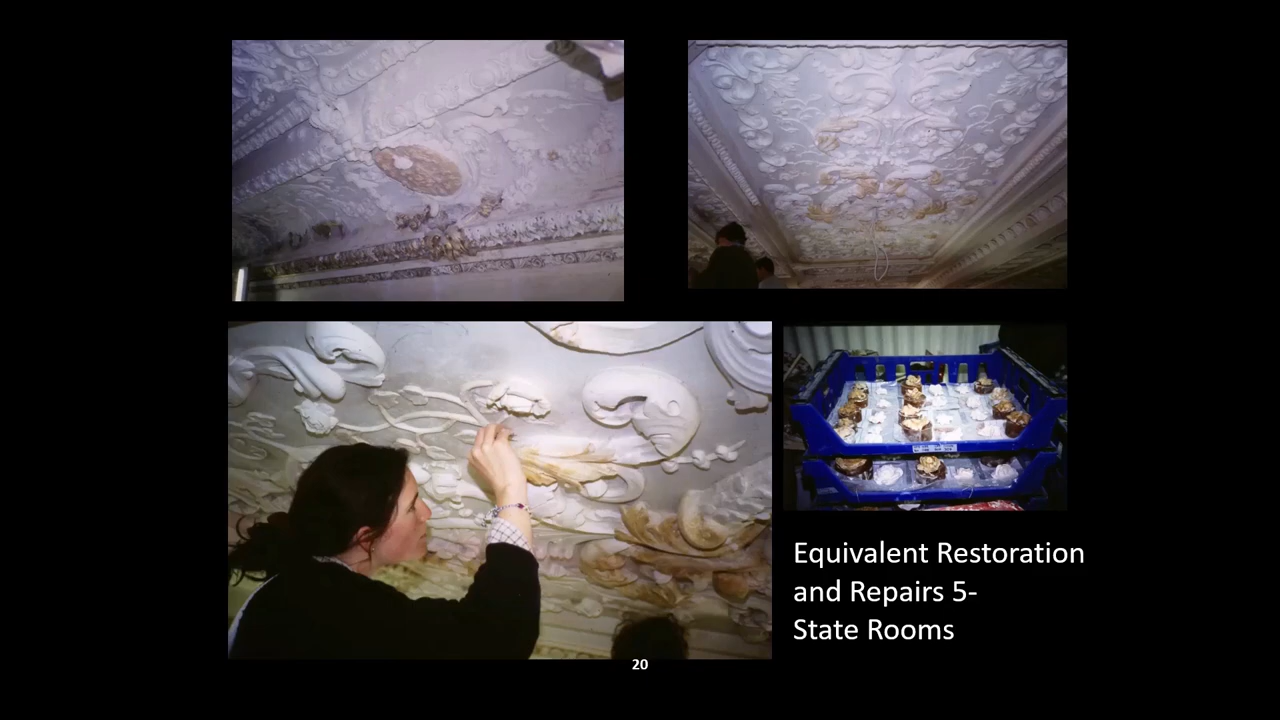 Equivalent Restoration
and Repairs 5-
State Rooms
20